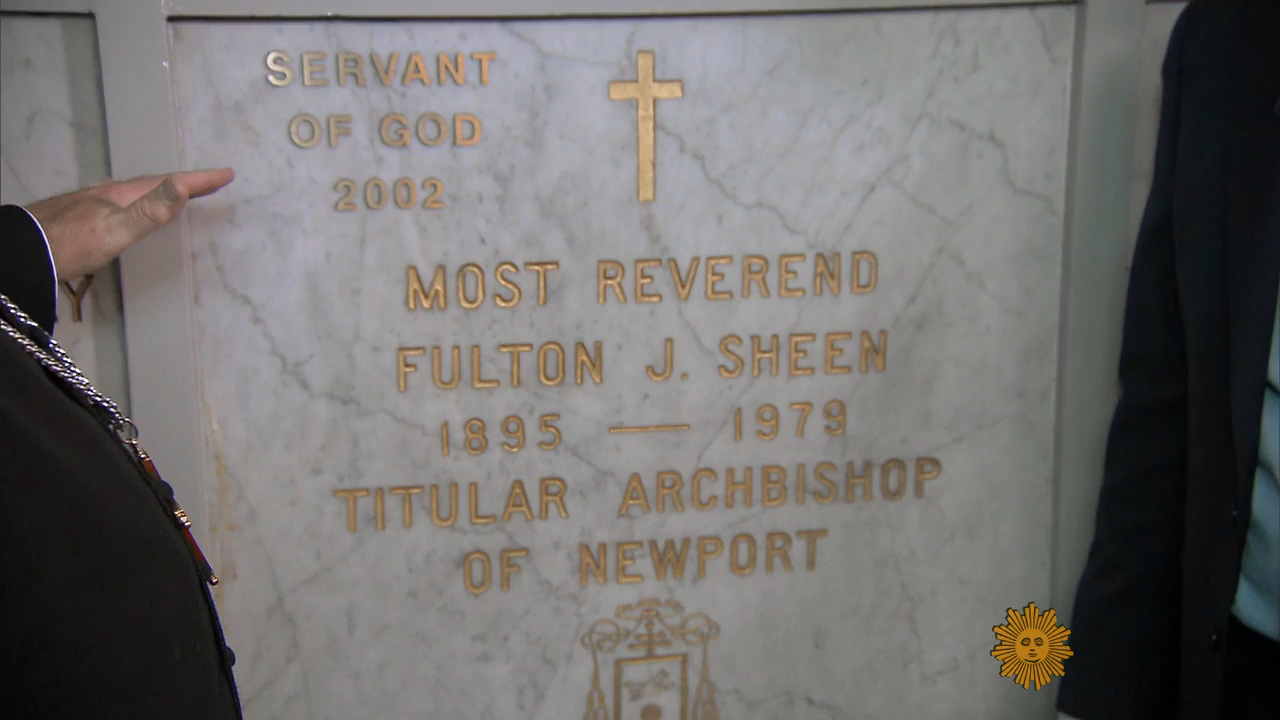 SERVANT
OF GOD
2002
MOST REVEREND
FULTON J. SHEEN
1895 — 1979
TITULAR ARCHBISHOP
OF NEWPORT
Y